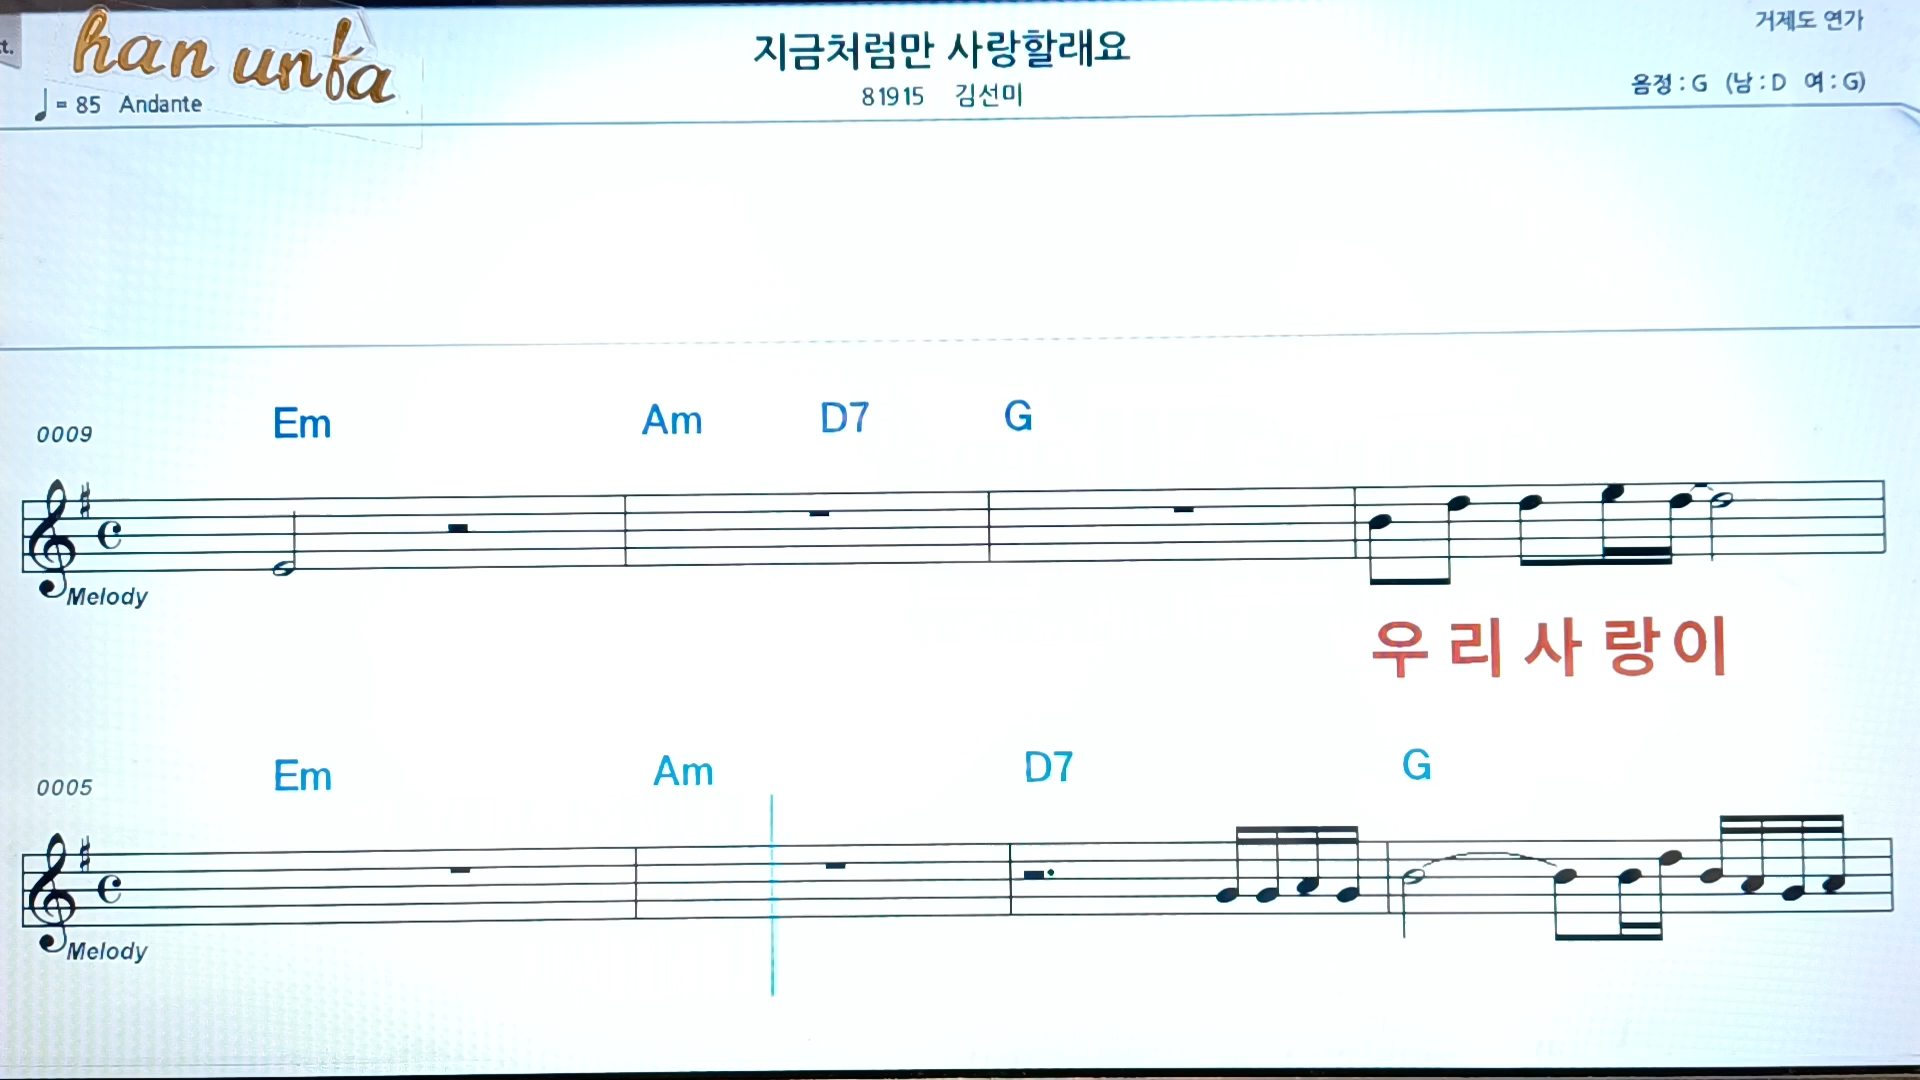 ct.
han unfa
= 85 Andante
지금처럼만 사랑할래요
81915 김선미
거제도 연가
음정 : G (남 : D 여 : G)
0009 Em Am D7 G
Melody
우 리 사 랑 이
0005 Em Am D7 G
Melody